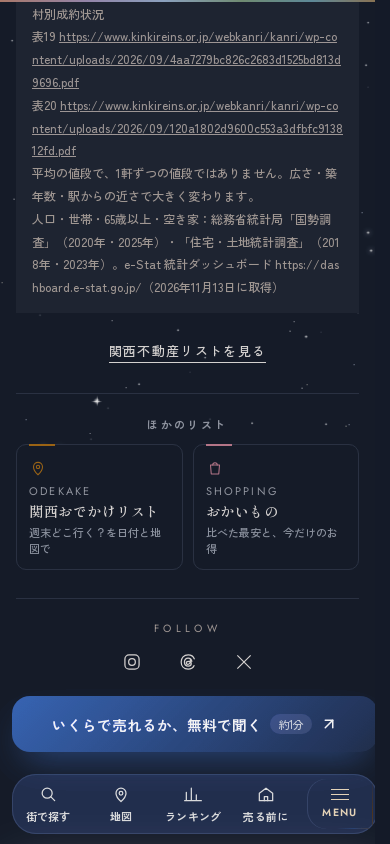 村別成約状況
表19 https://www.kinkireins.or.jp/webkanri/kanri/wp-co
ntent/uploads/2026/09/4aa7279bc826c2683d1525bd813d
9696.pdf
表20 https://www.kinkireins.or.jp/webkanri/kanri/wp-co
ntent/uploads/2026/09/120a1802d9600c553a3dfbfc9138
12fd.pdf
平均の値段で、1軒ずつの値段ではありません。広さ・築
年数・駅からの近さで大きく変わります。
人口・世帯・65歳以上・空き家：総務省統計局「国勢調
査」（2020年・2025年）・「住宅・土地統計調査」（201
8年・2023年）。e-Stat 統計ダッシュボード https://das
hboard.e-stat.go.jp/（2026年11月13日に取得）
関西不動産リストを見る
ほかのリスト
ODEKAKE
関西おでかけリスト
週末どこ行く？を日付と地
図で
SHOPPING
おかいもの
比べた最安と、今だけのお
得
FOLLOW
いくらで売れるか、無料で聞く 約1分
街で探す
地図
ランキング
売る前に
MENU